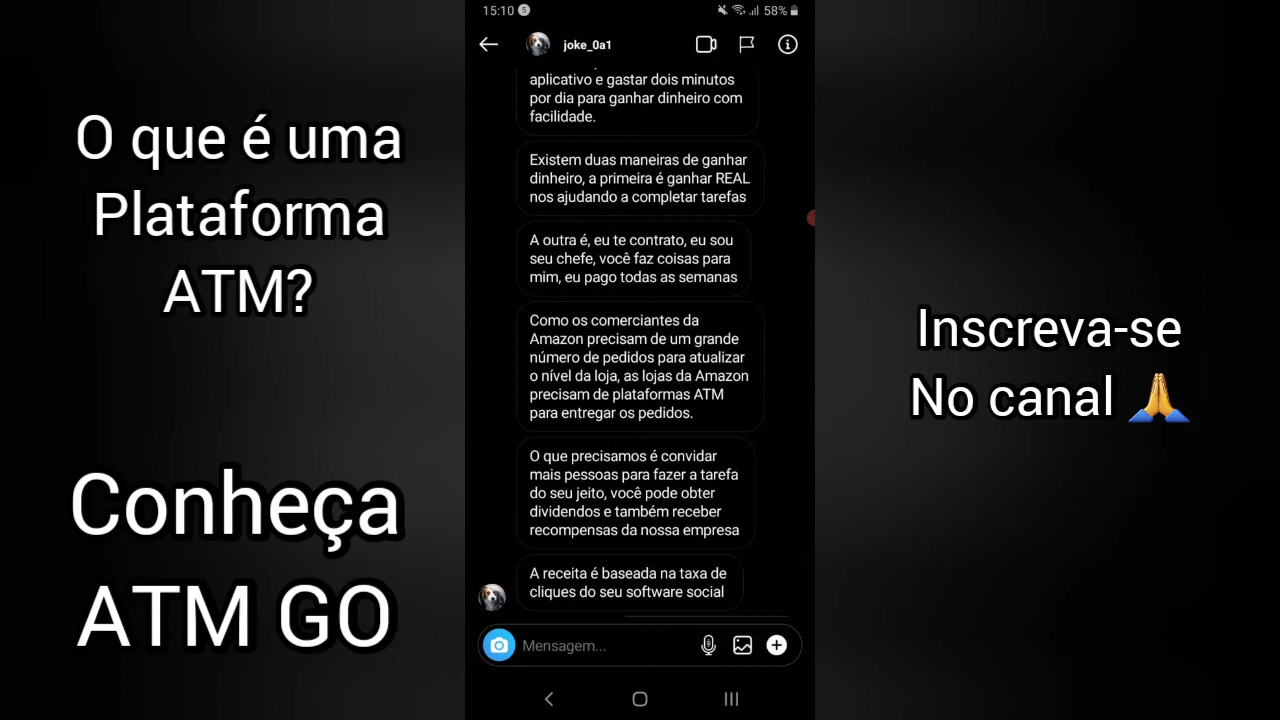 O que é uma
Plataforma
ATM?
Conheça
ATM GO
15:10 5
58%
joke_0a1
aplicativo e gastar dois minutos
por dia para ganhar dinheiro com
facilidade.
Existem duas maneiras de ganhar
dinheiro, a primeira é ganhar REAL
nos ajudando a completar tarefas
A outra é, eu te contrato, eu sou
seu chefe, você faz coisas para
mim, eu pago todas as semanas
Como os comerciantes da
Amazon precisam de um grande
número de pedidos para atualizar
o nível da loja, as lojas da Amazon
precisam de plataformas ATM
para entregar os pedidos.
O que precisamos é convidar
mais pessoas para fazer a tarefa
do seu jeito, você pode obter
dividendos e também receber
recompensas da nossa empresa
A receita é baseada na taxa de
cliques do seu software social
Mensagem...
Inscreva-se
No canal 🙏